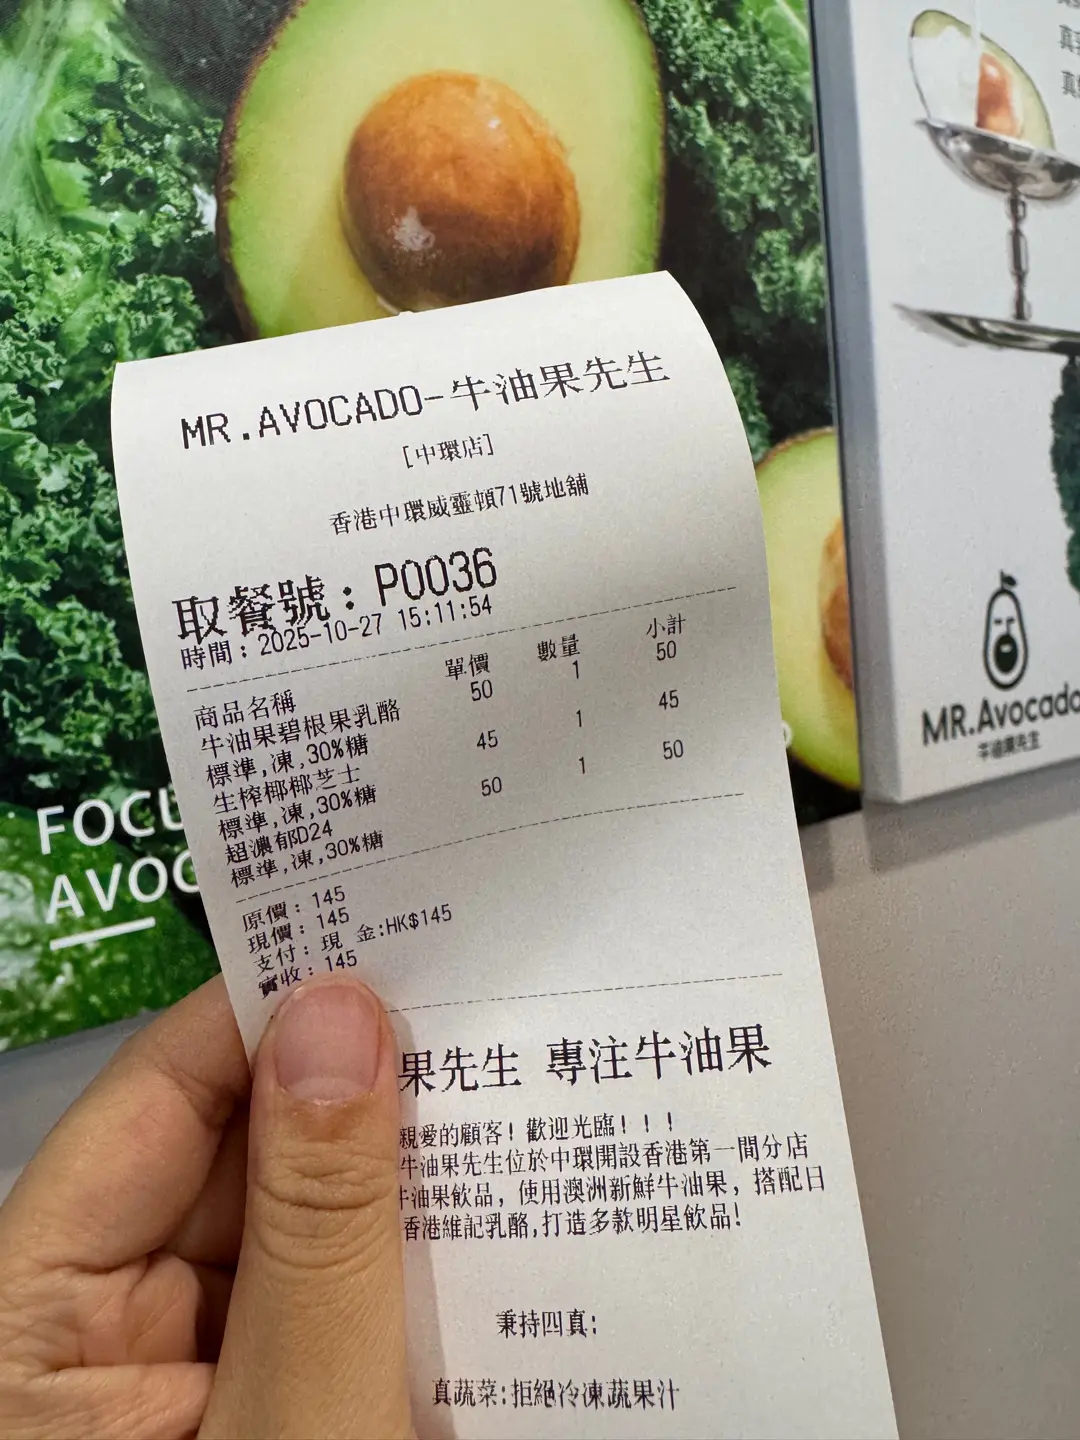 MR.AVOCADO-牛油果先生
[中環店]
香港中環威靈頓71號地舖
取餐號：P0036
時間：2025-10-27 15:11:54
商品名稱 單價 數量 小計
牛油果碧根果乳酪 50 1 50
標準,凍,30%糖
生榨椰椰芝士 45 1 45
標準,凍,30%糖
超濃郁D24 50 1 50
標準,凍,30%糖
原價：145
現價：145
支付：現 金:HK$145
實收：145
果先生 專注牛油果
親愛的顧客！歡迎光臨！！！
牛油果先生位於中環開設香港第一間分店
牛油果飲品，使用澳洲新鮮牛油果，搭配日
香港維記乳酪,打造多款明星飲品！
秉持四真：
真蔬菜:拒絕冷凍蔬果汁
FOCU
AVOC
MR.Avocado
牛油果先生